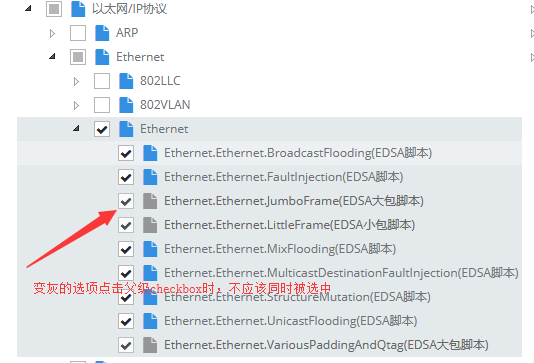 以太网/IP协议
ARP
Ethernet
802LLC
802VLAN
Ethernet
Ethernet.Ethernet.BroadcastFlooding(EDSA脚本)
Ethernet.Ethernet.FaultInjection(EDSA脚本)
Ethernet.Ethernet.JumboFrame(EDSA大包脚本)
Ethernet.Ethernet.LittleFrame(EDSA小包脚本)
Ethernet.Ethernet.MixFlooding(EDSA脚本)
Ethernet.Ethernet.MulticastDestinationFaultInjection(EDSA脚本)
变灰的选项点击父级checkbox时，不应该同时被选中
Ethernet.Ethernet.StructureMutation(EDSA脚本)
Ethernet.Ethernet.UnicastFlooding(EDSA脚本)
Ethernet.Ethernet.VariousPaddingAndQtag(EDSA大包脚本)